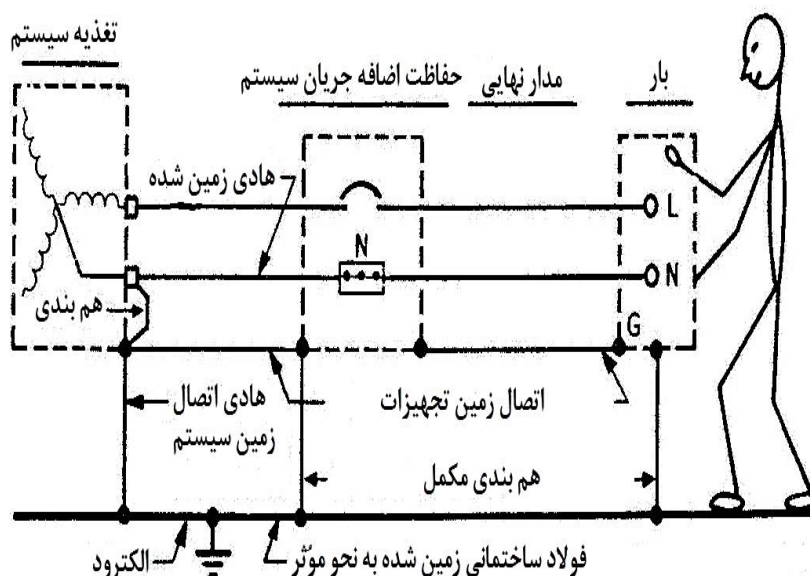 تغذیه سیستم
حفاظت اضافه جریان سیستم
مدار نهایی
بار
هادی زمین شده
L
N
N
هم بندی
G
هادی اتصال
زمین سیستم
اتصال زمین تجهیزات
هم بندی مکمل
الکترود
فولاد ساختمانی زمین شده به نحو مؤثر